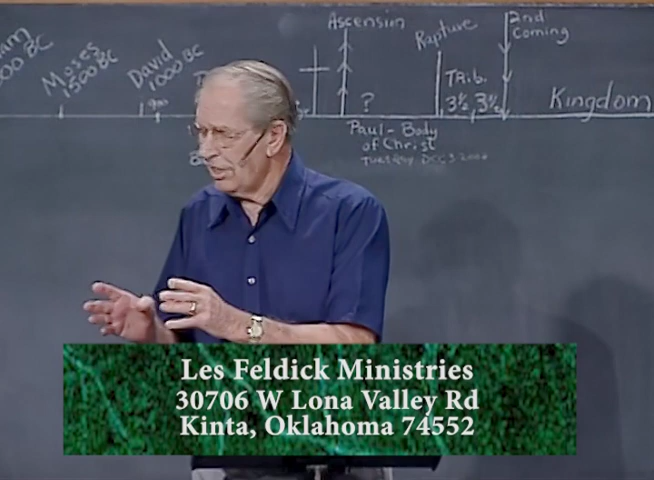 Moses
1500 BC
David
1000 BC
900
Ascension
Rapture
2nd
Coming
Trib.
3½, 3½
?
Kingdom
Paul - Body
of Christ
Les Feldick Ministries
30706 W Lona Valley Rd
Kinta, Oklahoma 74552